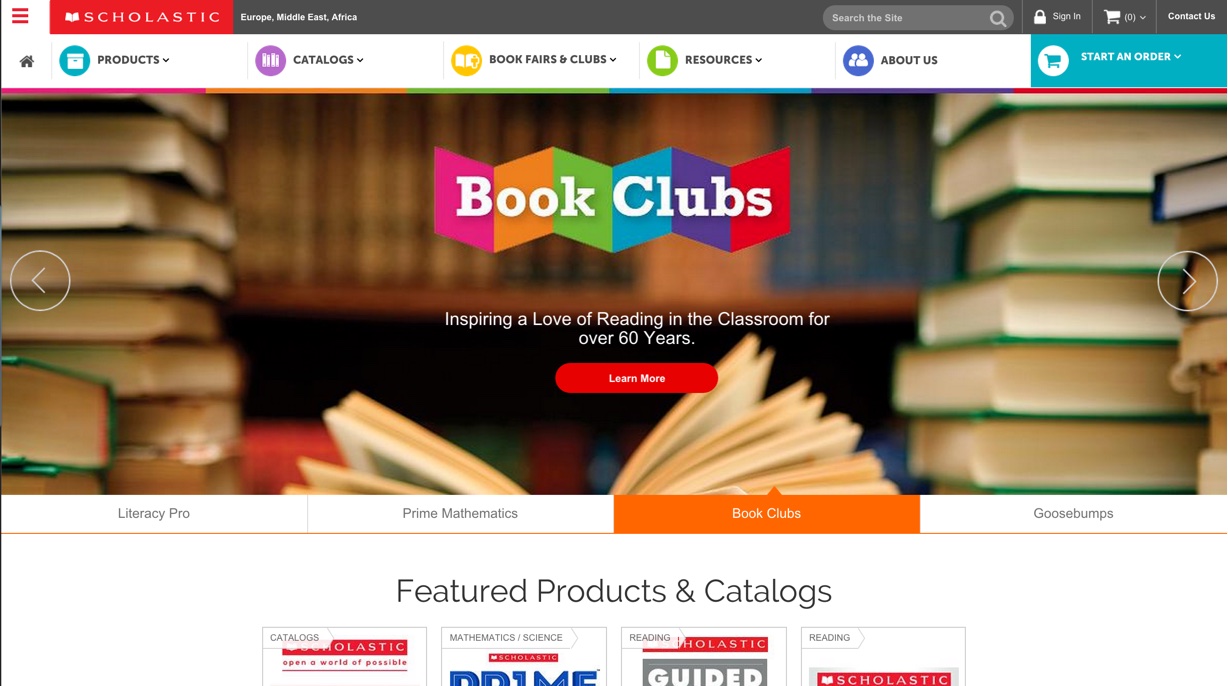 SCHOLASTIC
Europe, Middle East, Africa
Search the Site
Sign In
(0)
Contact Us
PRODUCTS
CATALOGS
BOOK FAIRS & CLUBS
RESOURCES
ABOUT US
START AN ORDER
Book Clubs
Inspiring a Love of Reading in the Classroom for
over 60 Years.
Learn More
Literacy Pro
Prime Mathematics
Book Clubs
Goosebumps
Featured Products & Catalogs
CATALOGS
SCHOLASTIC
open a world of possible
MATHEMATICS / SCIENCE
SCHOLASTIC
PR1ME
READING
HOLASTIC
GUIDED
READING
SCHOLASTIC